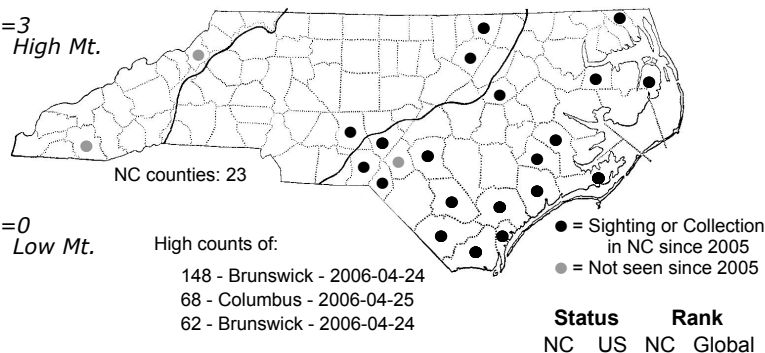 =3
High Mt.
NC counties: 23
=0
Low Mt.
High counts of:
148 - Brunswick - 2006-04-24
68 - Columbus - 2006-04-25
62 - Brunswick - 2006-04-24
● = Sighting or Collection
in NC since 2005
● = Not seen since 2005
Status Rank
NC US NC Global